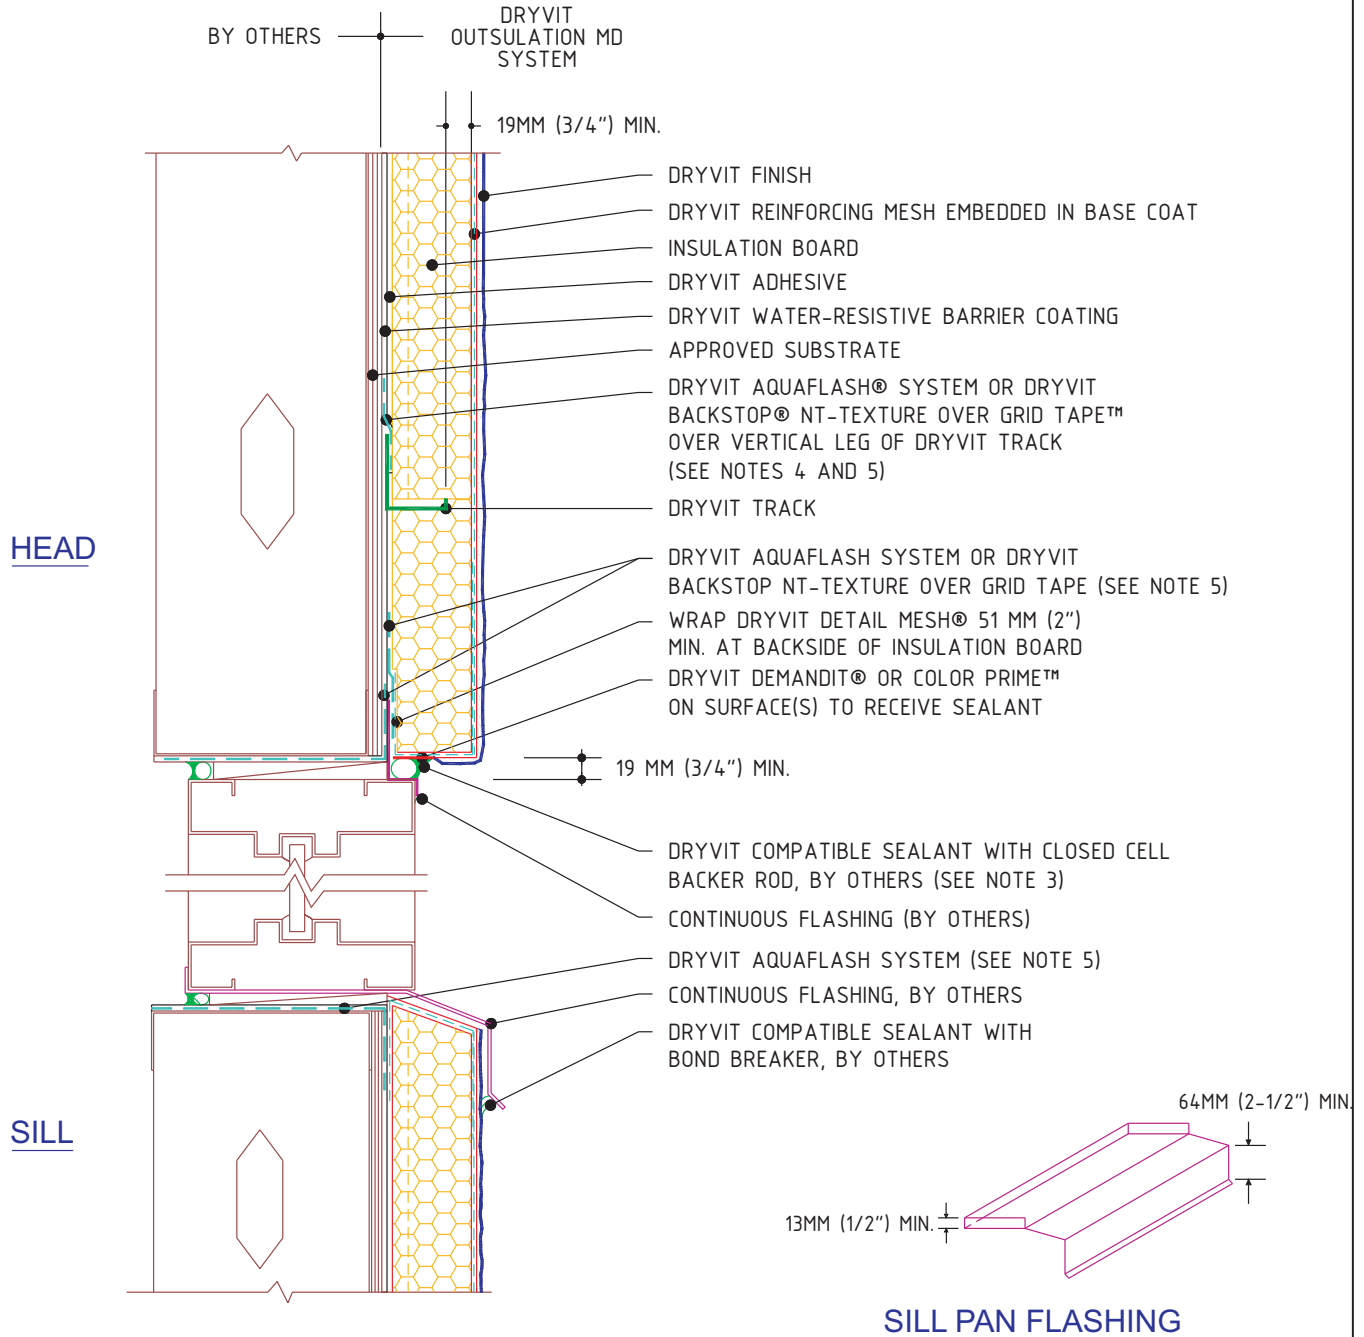 BY OTHERS
DRYVIT
OUTSULATION MD
SYSTEM
19MM (3/4") MIN.
DRYVIT FINISH
DRYVIT REINFORCING MESH EMBEDDED IN BASE COAT
INSULATION BOARD
DRYVIT ADHESIVE
DRYVIT WATER-RESISTIVE BARRIER COATING
APPROVED SUBSTRATE
DRYVIT AQUAFLASH® SYSTEM OR DRYVIT
BACKSTOP® NT-TEXTURE OVER GRID TAPE™
OVER VERTICAL LEG OF DRYVIT TRACK
(SEE NOTES 4 AND 5)
DRYVIT TRACK
HEAD
DRYVIT AQUAFLASH SYSTEM OR DRYVIT
BACKSTOP NT-TEXTURE OVER GRID TAPE (SEE NOTE 5)
WRAP DRYVIT DETAIL MESH® 51 MM (2")
MIN. AT BACKSIDE OF INSULATION BOARD
DRYVIT DEMANDIT® OR COLOR PRIME™
ON SURFACE(S) TO RECEIVE SEALANT
19 MM (3/4") MIN.
DRYVIT COMPATIBLE SEALANT WITH CLOSED CELL
BACKER ROD, BY OTHERS (SEE NOTE 3)
CONTINUOUS FLASHING (BY OTHERS)
DRYVIT AQUAFLASH SYSTEM (SEE NOTE 5)
CONTINUOUS FLASHING, BY OTHERS
DRYVIT COMPATIBLE SEALANT WITH
BOND BREAKER, BY OTHERS
SILL
64MM (2-1/2") MIN.
13MM (1/2") MIN.
SILL PAN FLASHING